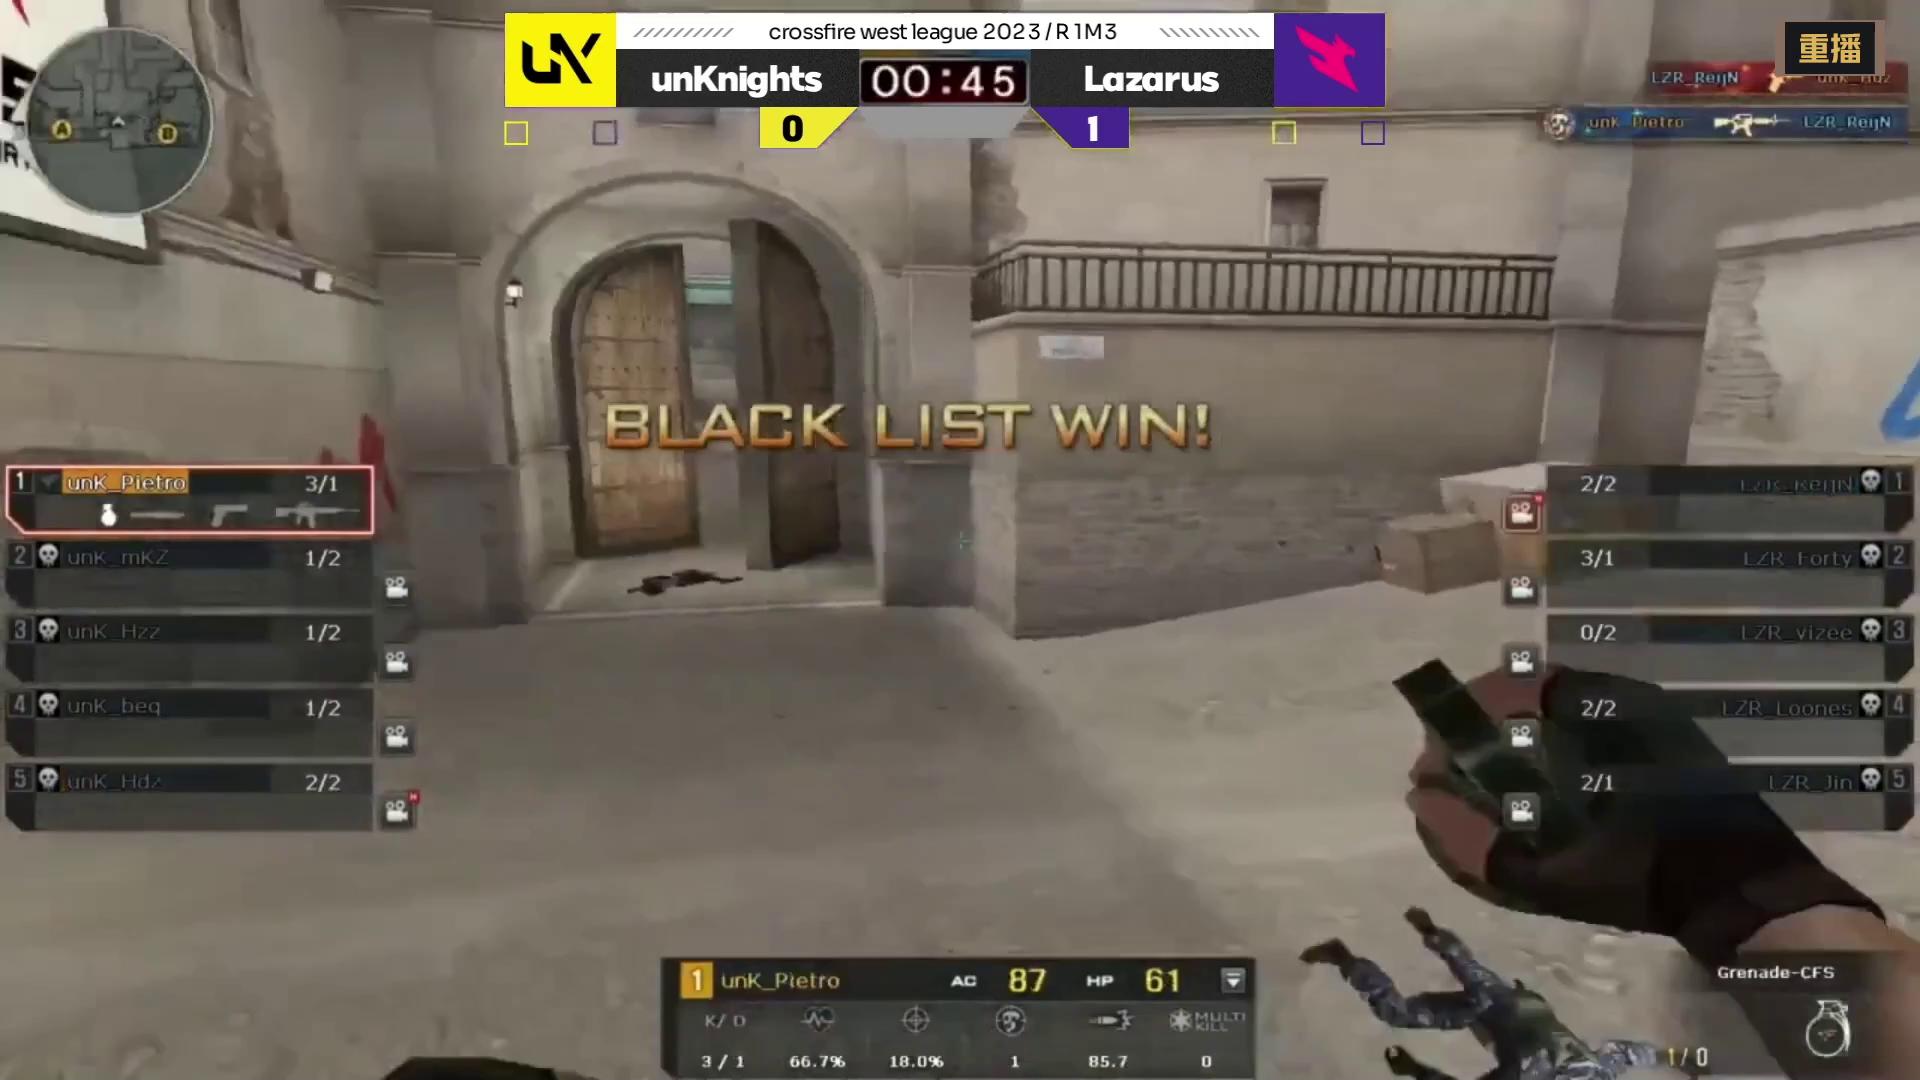 crossfire west league 2023 / R1M3
unKnights
00:45
Lazarus
0
1
重播
LZR_ReijN unK_Hdz
unK_Pietro LZR_ReijN
A
B
BLACK LIST WIN!
1 unK_Pietro 3/1
2 unK_mKZ 1/2
3 unK_Hzz 1/2
4 unK_beq 1/2
5 unK_Hdz 2/2
2/2 LZR_ReijN 1
3/1 LZR_Forty 2
0/2 LZR_vizee 3
2/2 LZR_Loones 4
2/1 LZR_Jin 5
1 unK_Pietro AC 87 HP 61
K/D MULTI KILL
3/1 66.7% 18.0% 1 85.7 0
Grenade-CFS
1/0